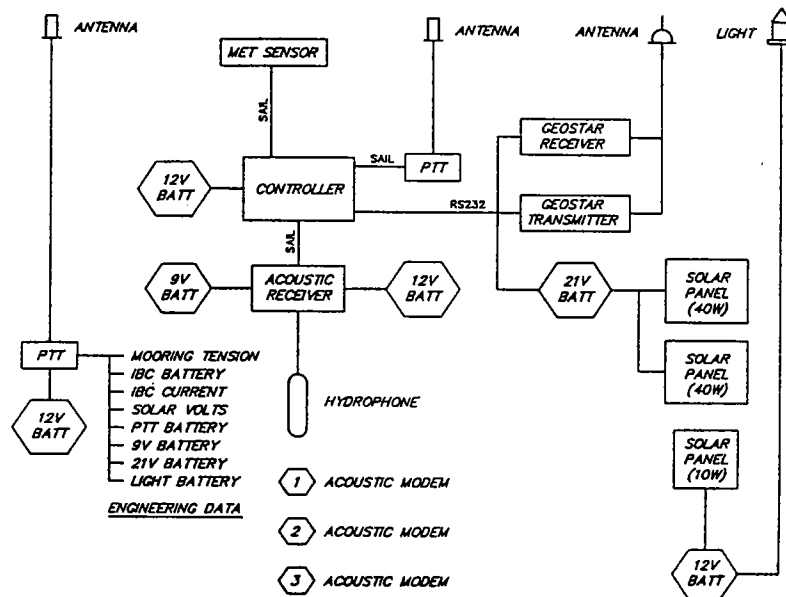 ANTENNA
ANTENNA
ANTENNA
LIGHT
MET SENSOR
SAIL
GEOSTAR
RECEIVER
SAIL
PTT
12V
BATT
CONTROLLER
RS232
GEOSTAR
TRANSMITTER
SAIL
9V
BATT
ACOUSTIC
RECEIVER
12V
BATT
21V
BATT
SOLAR
PANEL
(40W)
PTT
MOORING TENSION
IBC BATTERY
IBC CURRENT
SOLAR VOLTS
PTT BATTERY
9V BATTERY
21V BATTERY
LIGHT BATTERY
ENGINEERING DATA
12V
BATT
HYDROPHONE
SOLAR
PANEL
(40W)
SOLAR
PANEL
(10W)
1 ACOUSTIC MODEM
2 ACOUSTIC MODEM
3 ACOUSTIC MODEM
12V
BATT